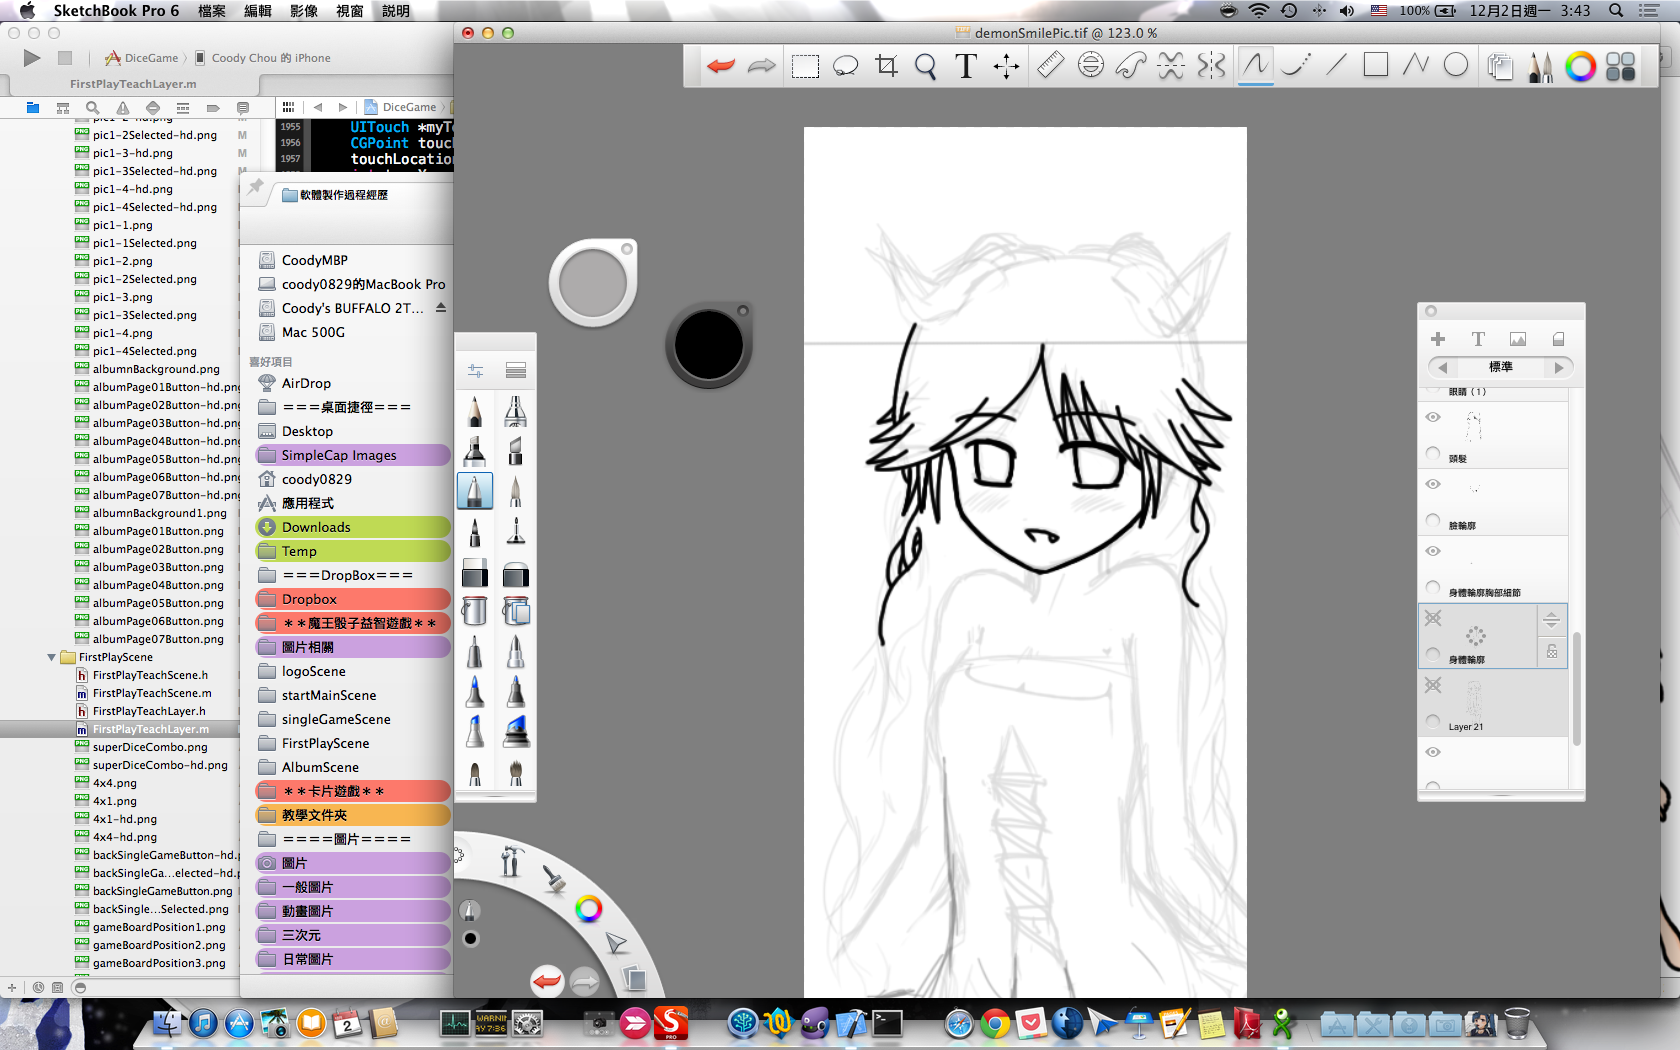 SketchBook Pro 6 檔案 編輯 影像 視窗 說明
100% 12月2日週一 3:43
DiceGame 〉 Coody Chou 的 iPhone
FirstPlayTeachLayer.m
DiceGame
pic1-2Selected-hd.png M
pic1-3-hd.png M
pic1-3Selected-hd.png M
pic1-4-hd.png
pic1-4Selected-hd.png
pic1-1.png
pic1-1Selected.png
pic1-2.png
pic1-2Selected.png
pic1-3.png
pic1-3Selected.png
pic1-4.png
pic1-4Selected.png
albumnBackground.png
albumPage01Button-hd.png
albumPage02Button-hd.png
albumPage03Button-hd.png
albumPage04Button-hd.png
albumPage05Button-hd.png
albumPage06Button-hd.png
albumPage07Button-hd.png
albumnBackground1.png
albumPage01Button.png
albumPage02Button.png
albumPage03Button.png
albumPage04Button.png
albumPage05Button.png
albumPage06Button.png
albumPage07Button.png
FirstPlayScene
FirstPlayTeachScene.h
FirstPlayTeachScene.m
FirstPlayTeachLayer.h
FirstPlayTeachLayer.m
superDiceCombo.png
superDiceCombo-hd.png
4x4.png
4x1.png
4x1-hd.png
4x4-hd.png
backSingleGameButton-hd.p
backSingleGa...elected-hd.png
backSingleGameButton.png
backSingle...Selected.png
gameBoardPosition1.png
gameBoardPosition2.png
gameBoardPosition3.png
1955 UITouch *myT
1956 CGPoint touc
1957 touchLocation
軟體製作過程經歷
CoodyMBP
coody0829的MacBook Pro
Coody's BUFFALO 2T...
Mac 500G
喜好項目
AirDrop
===桌面捷徑===
Desktop
SimpleCap Images
coody0829
應用程式
Downloads
Temp
===DropBox===
Dropbox
**魔王骰子益智遊戲**
圖片相關
logoScene
startMainScene
singleGameScene
FirstPlayScene
AlbumScene
**卡片遊戲**
教學文件夾
====圖片====
圖片
一般圖片
動畫圖片
三次元
日常圖片
demonSmilePic.tif @ 123.0 %
T
T
標準
眼睛 (1)
頭髮
臉輪廓
身體輪廓胸部細節
身體輪廓
Layer 21
WARNIN
AY 7:36
2
PRO